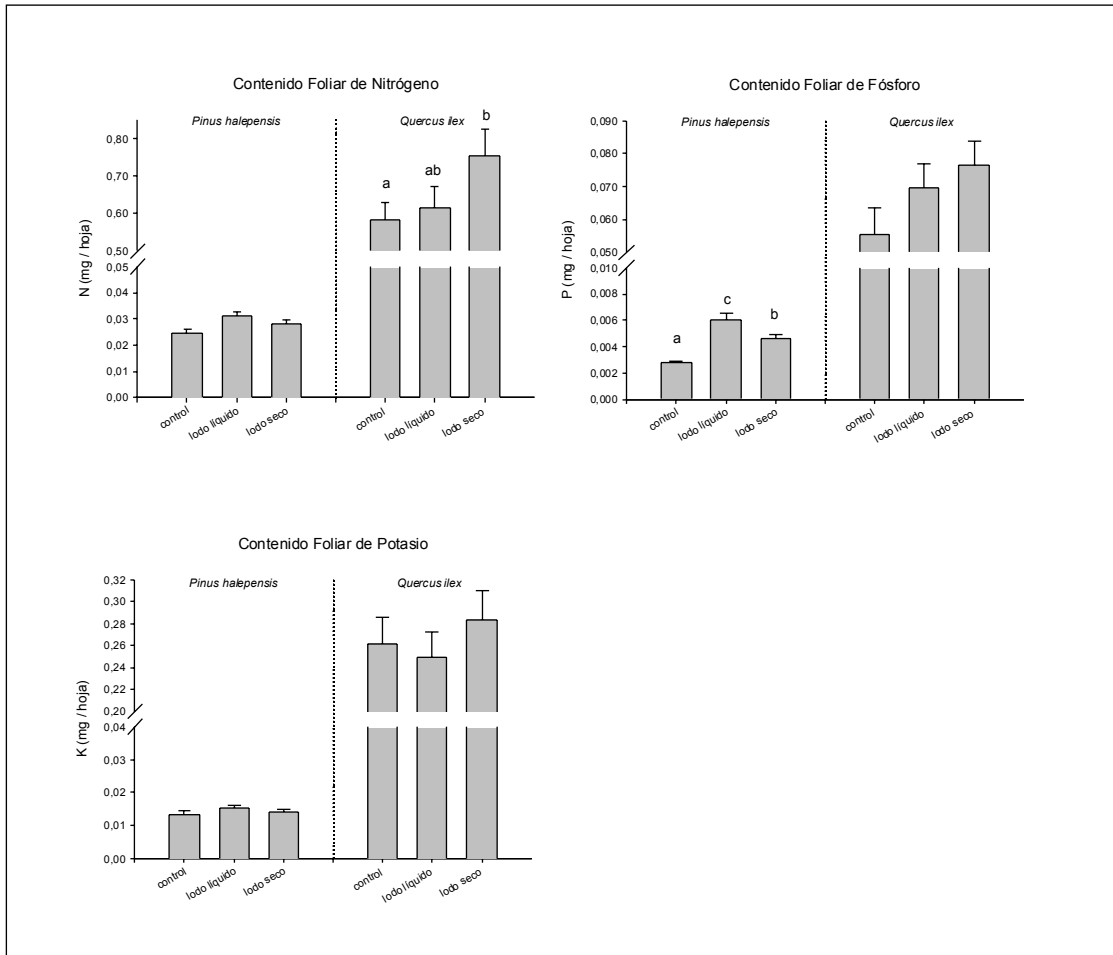 Contenido Foliar de Nitrógeno
Pinus halepensis
Quercus ilex
N (mg / hoja)
0,80
0,70
0,60
0,50
0,05
0,04
0,03
0,02
0,01
0,00
a
ab
b
control
lodo líquido
lodo seco
control
lodo líquido
lodo seco
Contenido Foliar de Fósforo
Pinus halepensis
Quercus ilex
P (mg / hoja)
0,090
0,080
0,070
0,060
0,050
0,010
0,008
0,006
0,004
0,002
0,000
a
c
b
control
lodo líquido
lodo seco
control
lodo líquido
lodo seco
Contenido Foliar de Potasio
Pinus halepensis
Quercus ilex
K (mg / hoja)
0,32
0,30
0,28
0,26
0,24
0,22
0,20
0,04
0,03
0,02
0,01
0,00
control
lodo líquido
lodo seco
control
lodo líquido
lodo seco